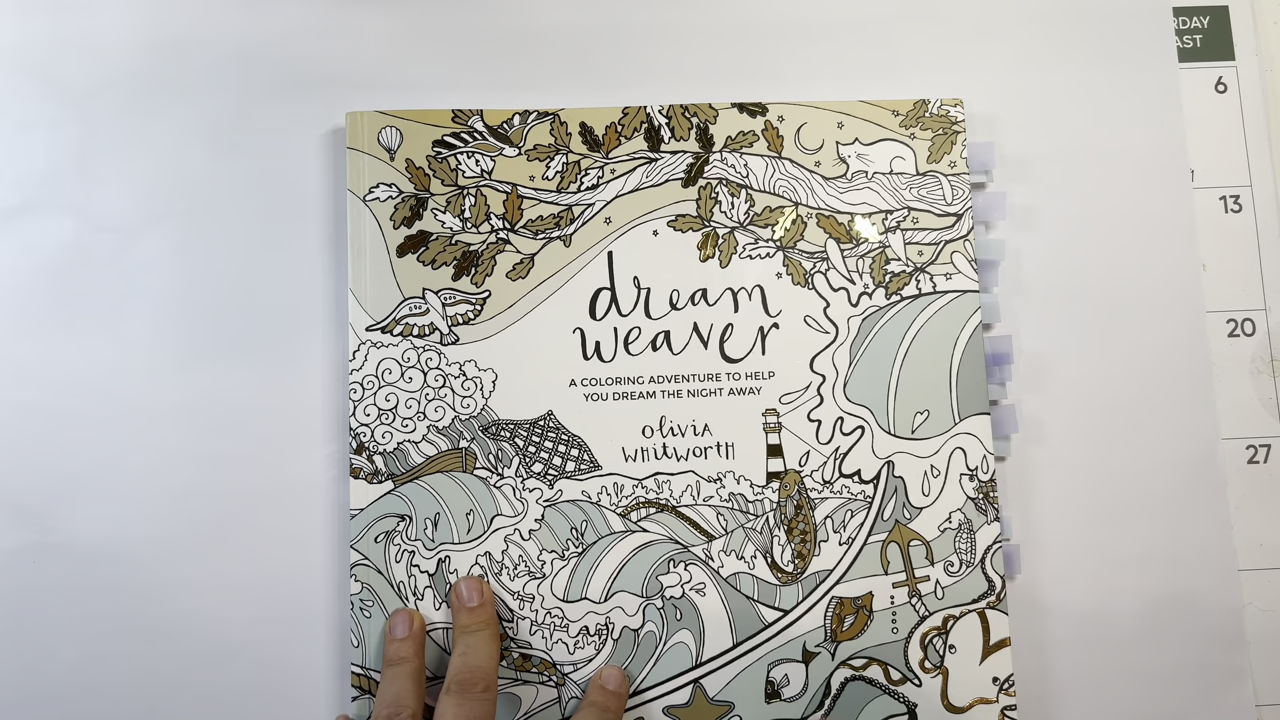 dream
weaver
A COLORING ADVENTURE TO HELP
YOU DREAM THE NIGHT AWAY
olivia
WHitWORTH
RDAY
AST
6
13
20
27